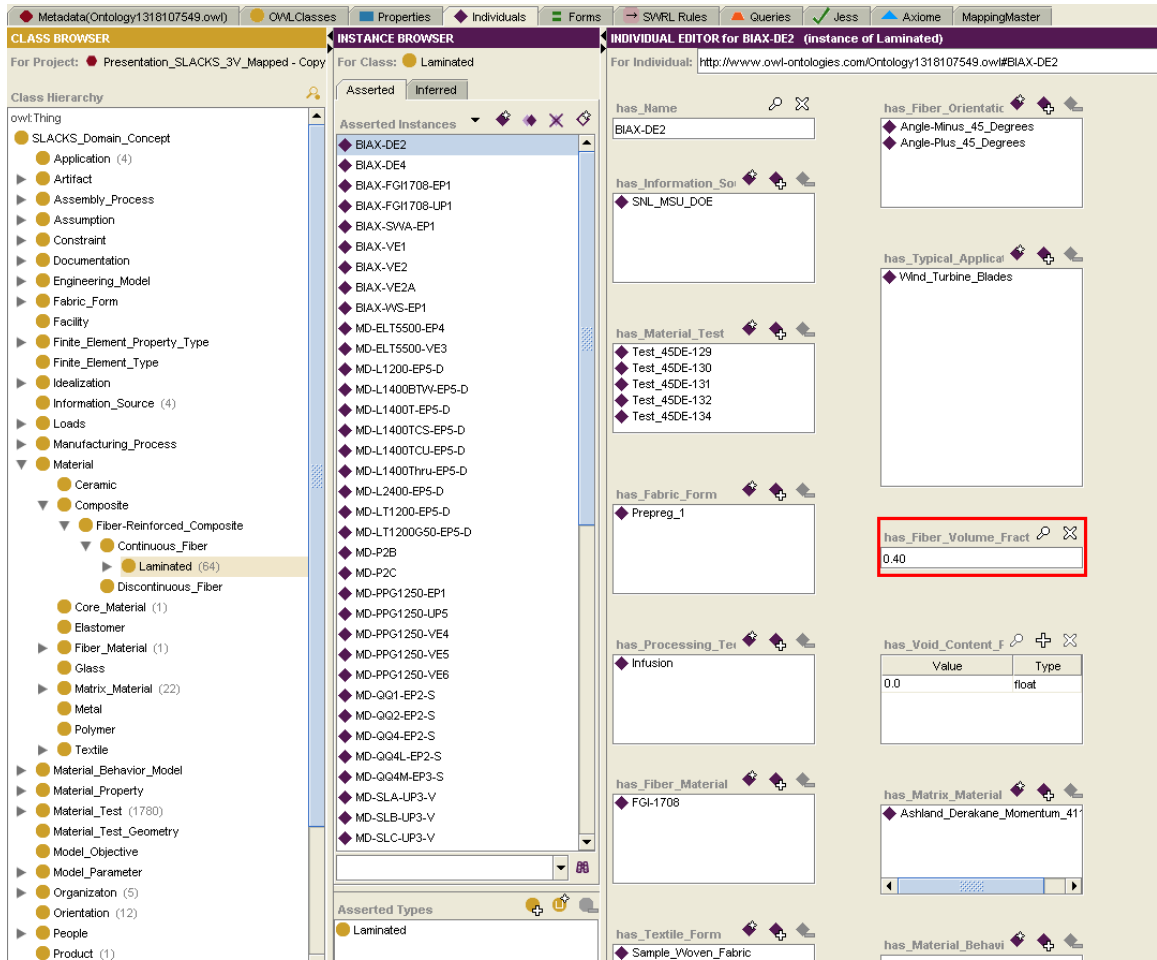 Metadata(Ontology1318107549.owl) OWLClasses Properties Individuals Forms SWRL Rules Queries Jess Axiome MappingMaster
CLASS BROWSER
For Project: Presentation_SLACKS_3V_Mapped - Copy
Class Hierarchy
owl:Thing
SLACKS_Domain_Concept
Application (4)
Artifact
Assembly_Process
Assumption
Constraint
Documentation
Engineering_Model
Fabric_Form
Facility
Finite_Element_Property_Type
Finite_Element_Type
Idealization
Information_Source (4)
Loads
Manufacturing_Process
Material
Ceramic
Composite
Fiber-Reinforced_Composite
Continuous_Fiber
Laminated (64)
Discontinuous_Fiber
Core_Material (1)
Elastomer
Fiber_Material (1)
Glass
Matrix_Material (22)
Metal
Polymer
Textile
Material_Behavior_Model
Material_Property
Material_Test (1780)
Material_Test_Geometry
Model_Objective
Model_Parameter
Organizaton (5)
Orientation (12)
People
Product (1)
INSTANCE BROWSER
For Class: Laminated
Asserted Inferred
Asserted Instances
BIAX-DE2
BIAX-DE4
BIAX-FGI1708-EP1
BIAX-FGI1708-UP1
BIAX-SWA-EP1
BIAX-VE1
BIAX-VE2
BIAX-VE2A
BIAX-WS-EP1
MD-ELT5500-EP4
MD-ELT5500-VE3
MD-L1200-EP5-D
MD-L1400BTW-EP5-D
MD-L1400T-EP5-D
MD-L1400TCS-EP5-D
MD-L1400TCU-EP5-D
MD-L1400Thru-EP5-D
MD-L2400-EP5-D
MD-LT1200-EP5-D
MD-LT1200G50-EP5-D
MD-P2B
MD-P2C
MD-PPG1250-EP1
MD-PPG1250-UP5
MD-PPG1250-VE4
MD-PPG1250-VE5
MD-PPG1250-VE6
MD-QQ1-EP2-S
MD-QQ2-EP2-S
MD-QQ4-EP2-S
MD-QQ4L-EP2-S
MD-QQ4M-EP3-S
MD-SLA-UP3-V
MD-SLB-UP3-V
MD-SLC-UP3-V
Asserted Types
Laminated
INDIVIDUAL EDITOR for BIAX-DE2 (instance of Laminated)
For Individual: http://www.owl-ontologies.com/Ontology1318107549.owl#BIAX-DE2
has_Name
BIAX-DE2
has_Information_Sou
SNL_MSU_DOE
has_Material_Test
Test_45DE-129
Test_45DE-130
Test_45DE-131
Test_45DE-132
Test_45DE-134
has_Fabric_Form
Prepreg_1
has_Processing_Tec
Infusion
has_Fiber_Material
FGI-1708
has_Textile_Form
Sample_Woven_Fabric
has_Fiber_Orientatic
Angle-Minus_45_Degrees
Angle-Plus_45_Degrees
has_Typical_Applicat
Wind_Turbine_Blades
has_Fiber_Volume_Fract
0.40
has_Void_Content_F
Value Type
0.0 float
has_Matrix_Material
Ashland_Derakane_Momentum_411
has_Material_Behavi